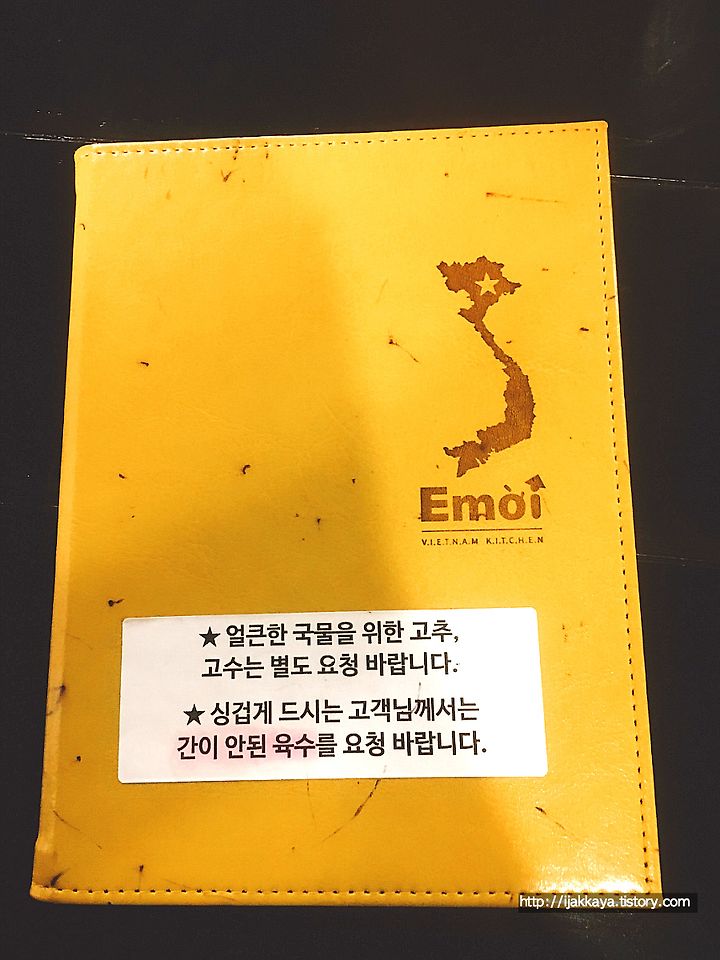 Emời
V.I.E.T.N.A.M K.I.T.C.H.E.N
★ 얼큰한 국물을 위한 고추,
고수는 별도 요청 바랍니다.
★ 싱겁게 드시는 고객님께서는
간이 안된 육수를 요청 바랍니다.
http://ijakkaya.tistory.com